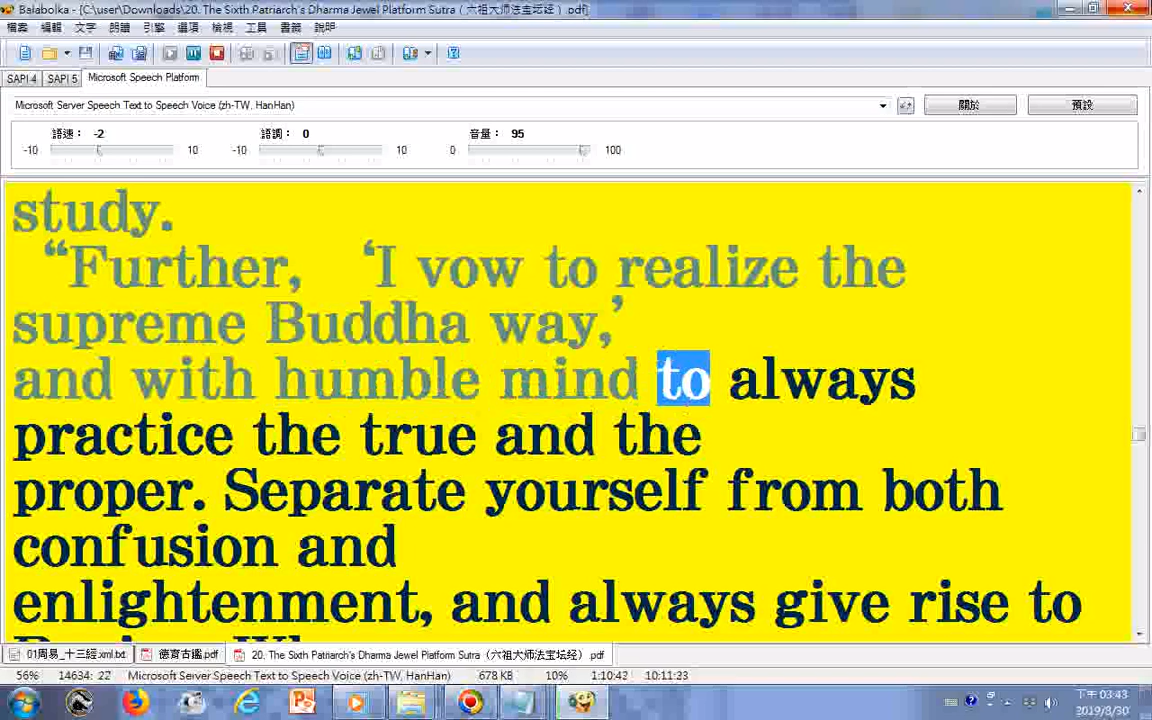 Balabolka - [C:\user\Downloads\20. The Sixth Patriarch's Dharma Jewel Platform Sutra（六祖大师法宝坛经）.pdf]
檔案 編輯 文字 朗讀 引擎 選項 檢視 工具 書籤 說明
SAPI 4 SAPI 5 Microsoft Speech Platform
Microsoft Server Speech Text to Speech Voice (zh-TW, HanHan) 關於 預設
語速： -2 語調： 0 音量： 95
-10 10 -10 10 0 100
study.
“Further, ‘I vow to realize the
supreme Buddha way,’
and with humble mind to always
practice the true and the
proper. Separate yourself from both
confusion and
enlightenment, and always give rise to
01周易_十三經.xml.txt 德育古鑑.pdf 20. The Sixth Patriarch's Dharma Jewel Platform Sutra（六祖大师法宝坛经）.pdf
56% 14634: 22 Microsoft Server Speech Text to Speech Voice (zh-TW, HanHan) 678 KB 10% 1:10:42 10:11:23
下午 03:43
2019/8/30